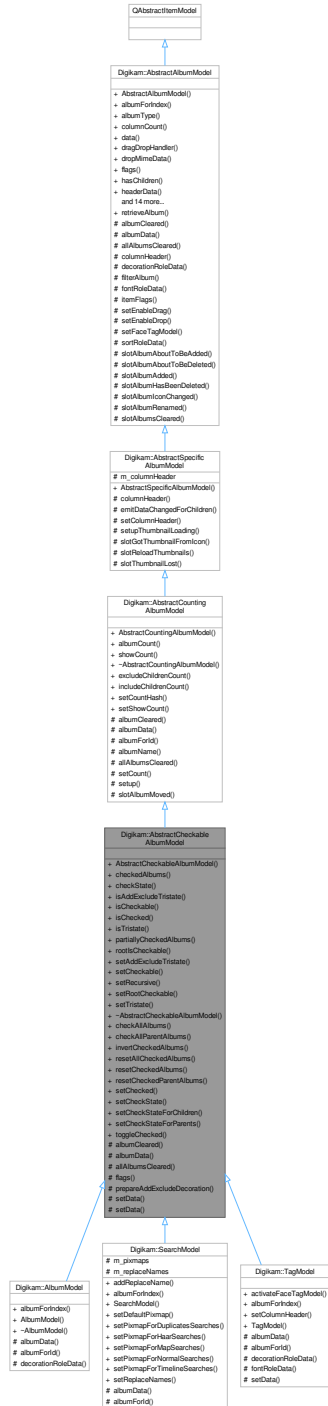 QAbstractItemModel
Digikam::AbstractAlbumModel
+ AbstractAlbumModel()
+ albumForIndex()
+ albumType()
+ columnCount()
+ data()
+ dragDropHandler()
+ dropMimeData()
+ flags()
+ hasChildren()
+ headerData()
and 14 more...
+ retrieveAlbum()
# albumCleared()
# albumData()
# allAlbumsCleared()
# columnHeader()
# decorationRoleData()
# filterAlbum()
# fontRoleData()
# itemFlags()
# setEnableDrag()
# setEnableDrop()
# setFaceTagModel()
# sortRoleData()
# slotAlbumAboutToBeAdded()
# slotAlbumAboutToBeDeleted()
# slotAlbumAdded()
# slotAlbumHasBeenDeleted()
# slotAlbumIconChanged()
# slotAlbumRenamed()
# slotAlbumsCleared()
Digikam::AbstractSpecific
AlbumModel
# m_columnHeader
+ AbstractSpecificAlbumModel()
# columnHeader()
# emitDataChangedForChildren()
# setColumnHeader()
# setupThumbnailLoading()
# slotGotThumbnailFromIcon()
# slotReloadThumbnails()
# slotThumbnailLost()
Digikam::AbstractCounting
AlbumModel
+ AbstractCountingAlbumModel()
+ albumCount()
+ showCount()
+ ~AbstractCountingAlbumModel()
+ excludeChildrenCount()
+ includeChildrenCount()
+ setCountHash()
+ setShowCount()
# albumCleared()
# albumData()
# albumForId()
# albumName()
# allAlbumsCleared()
# setCount()
# setup()
# slotAlbumMoved()
Digikam::AbstractCheckable
AlbumModel
+ AbstractCheckableAlbumModel()
+ checkedAlbums()
+ checkState()
+ isAddExcludeTristate()
+ isCheckable()
+ isChecked()
+ isTristate()
+ partiallyCheckedAlbums()
+ rootIsCheckable()
+ setAddExcludeTristate()
+ setCheckable()
+ setRecursive()
+ setRootCheckable()
+ setTristate()
+ ~AbstractCheckableAlbumModel()
+ checkAllAlbums()
+ checkAllParentAlbums()
+ invertCheckedAlbums()
+ resetAllCheckedAlbums()
+ resetCheckedAlbums()
+ resetCheckedParentAlbums()
+ setChecked()
+ setCheckState()
+ setCheckStateForChildren()
+ setCheckStateForParents()
+ toggleChecked()
# albumCleared()
# albumData()
# allAlbumsCleared()
# flags()
# prepareAddExcludeDecoration()
# setData()
# setData()
Digikam::AlbumModel
+ albumForIndex()
+ AlbumModel()
+ ~AlbumModel()
# albumData()
# albumForId()
# decorationRoleData()
Digikam::SearchModel
# m_pixmaps
# m_replaceNames
+ addReplaceName()
+ albumForIndex()
+ SearchModel()
+ setDefaultPixmap()
+ setPixmapForDuplicatesSearches()
+ setPixmapForHaarSearches()
+ setPixmapForMapSearches()
+ setPixmapForNormalSearches()
+ setPixmapForTimelineSearches()
+ setReplaceNames()
# albumData()
# albumForId()
Digikam::TagModel
+ activateFaceTagModel()
+ albumForIndex()
+ setColumnHeader()
+ TagModel()
# albumData()
# albumForId()
# decorationRoleData()
# fontRoleData()
# setData()